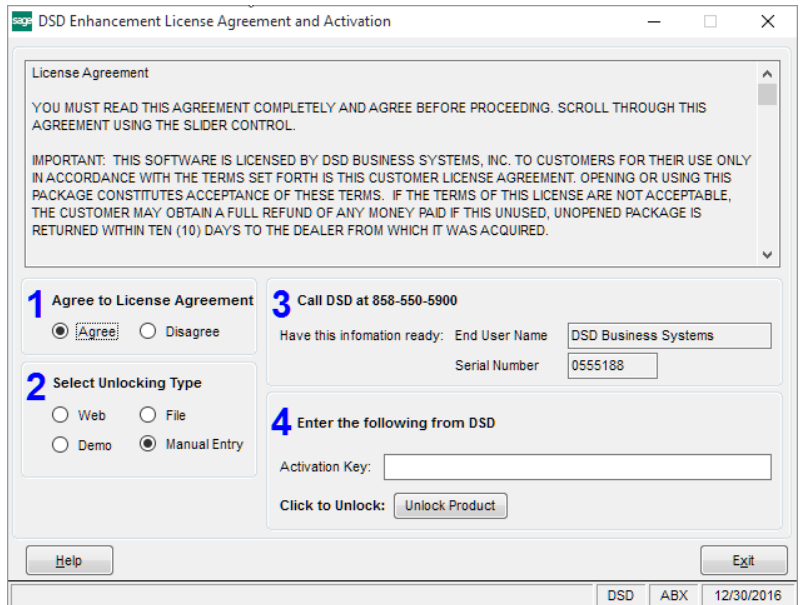 sage DSD Enhancement License Agreement and Activation
License Agreement
YOU MUST READ THIS AGREEMENT COMPLETELY AND AGREE BEFORE PROCEEDING. SCROLL THROUGH THIS
AGREEMENT USING THE SLIDER CONTROL.
IMPORTANT: THIS SOFTWARE IS LICENSED BY DSD BUSINESS SYSTEMS, INC. TO CUSTOMERS FOR THEIR USE ONLY
IN ACCORDANCE WITH THE TERMS SET FORTH IS THIS CUSTOMER LICENSE AGREEMENT. OPENING OR USING THIS
PACKAGE CONSTITUTES ACCEPTANCE OF THESE TERMS. IF THE TERMS OF THIS LICENSE ARE NOT ACCEPTABLE,
THE CUSTOMER MAY OBTAIN A FULL REFUND OF ANY MONEY PAID IF THIS UNUSED, UNOPENED PACKAGE IS
RETURNED WITHIN TEN (10) DAYS TO THE DEALER FROM WHICH IT WAS ACQUIRED.
1 Agree to License Agreement
Agree Disagree
2 Select Unlocking Type
Web File
Demo Manual Entry
3 Call DSD at 858-550-5900
Have this infomation ready: End User Name DSD Business Systems
Serial Number 0555188
4 Enter the following from DSD
Activation Key:
Click to Unlock: Unlock Product
Help Exit
DSD ABX 12/30/2016